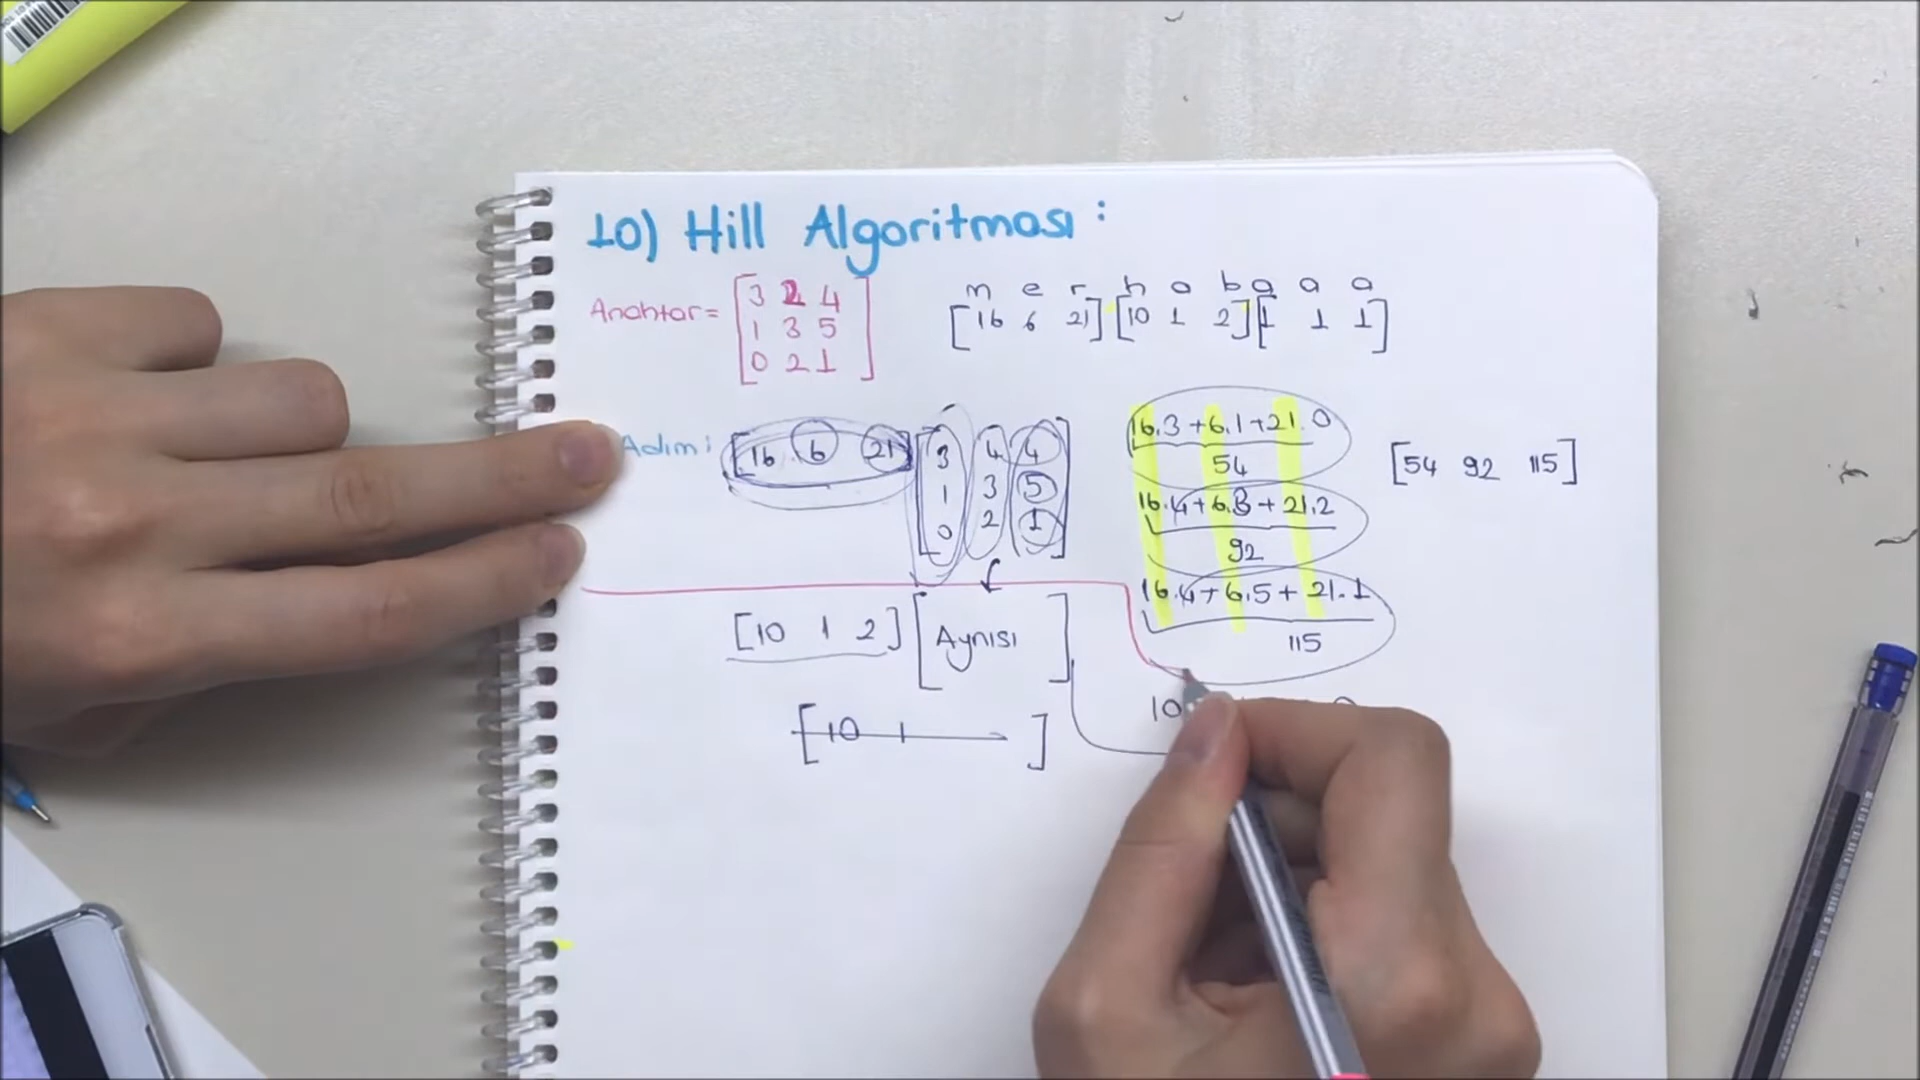 10) Hill Algoritması:
Anahtar = [3 2 4
1 3 5
0 2 1]
m e r h a b a a a
[16 6 21] [10 1 2] [1 1 1]
Adım: [16 6 21] [3 4 4
1 3 5
0 2 1]
16.3 + 6.1 + 21.0
54
16.4 + 6.3 + 21.2
92
16.4 + 6.5 + 21.1
115
[54 92 115]
[10 1 2] [Aynısı]
10
[10 1 ]